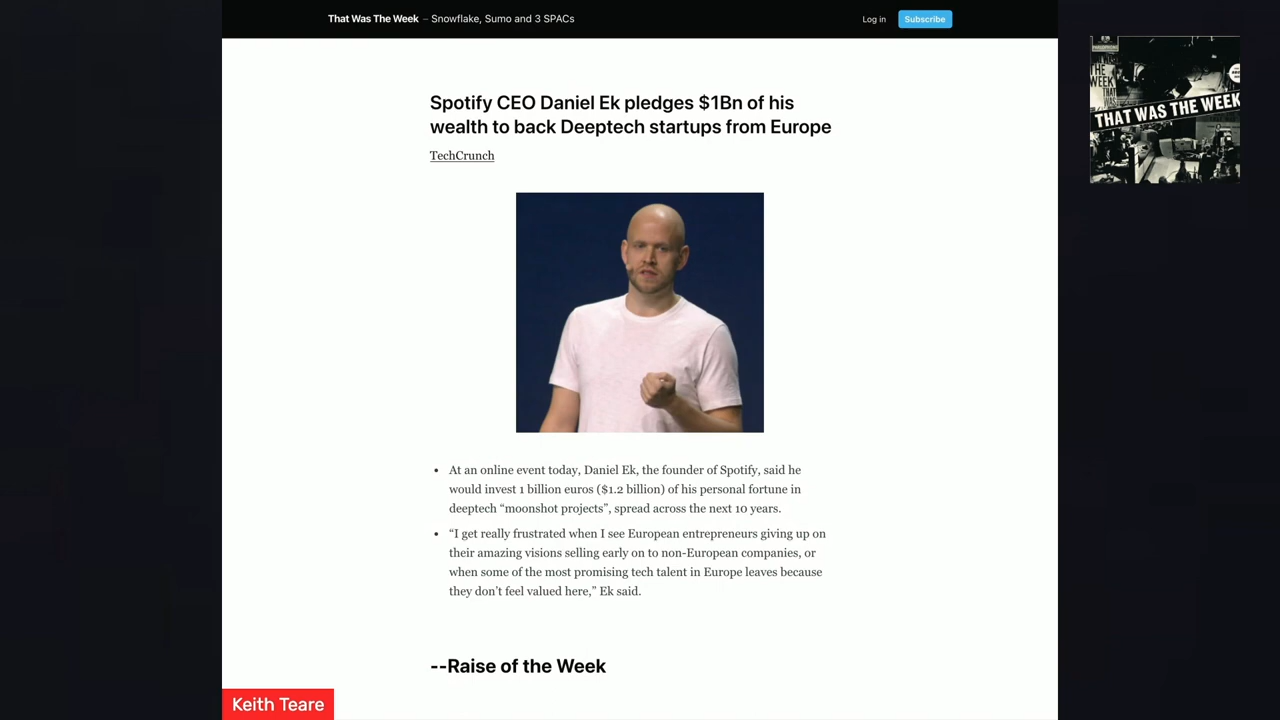 That Was The Week – Snowflake, Sumo and 3 SPACs
Log in
Subscribe
Spotify CEO Daniel Ek pledges $1Bn of his
wealth to back Deeptech startups from Europe
TechCrunch
• At an online event today, Daniel Ek, the founder of Spotify, said he
would invest 1 billion euros ($1.2 billion) of his personal fortune in
deeptech “moonshot projects”, spread across the next 10 years.
• “I get really frustrated when I see European entrepreneurs giving up on
their amazing visions selling early on to non-European companies, or
when some of the most promising tech talent in Europe leaves because
they don’t feel valued here,” Ek said.
--Raise of the Week
THE
WEEK
THAT WAS THE WEEK
Keith Teare